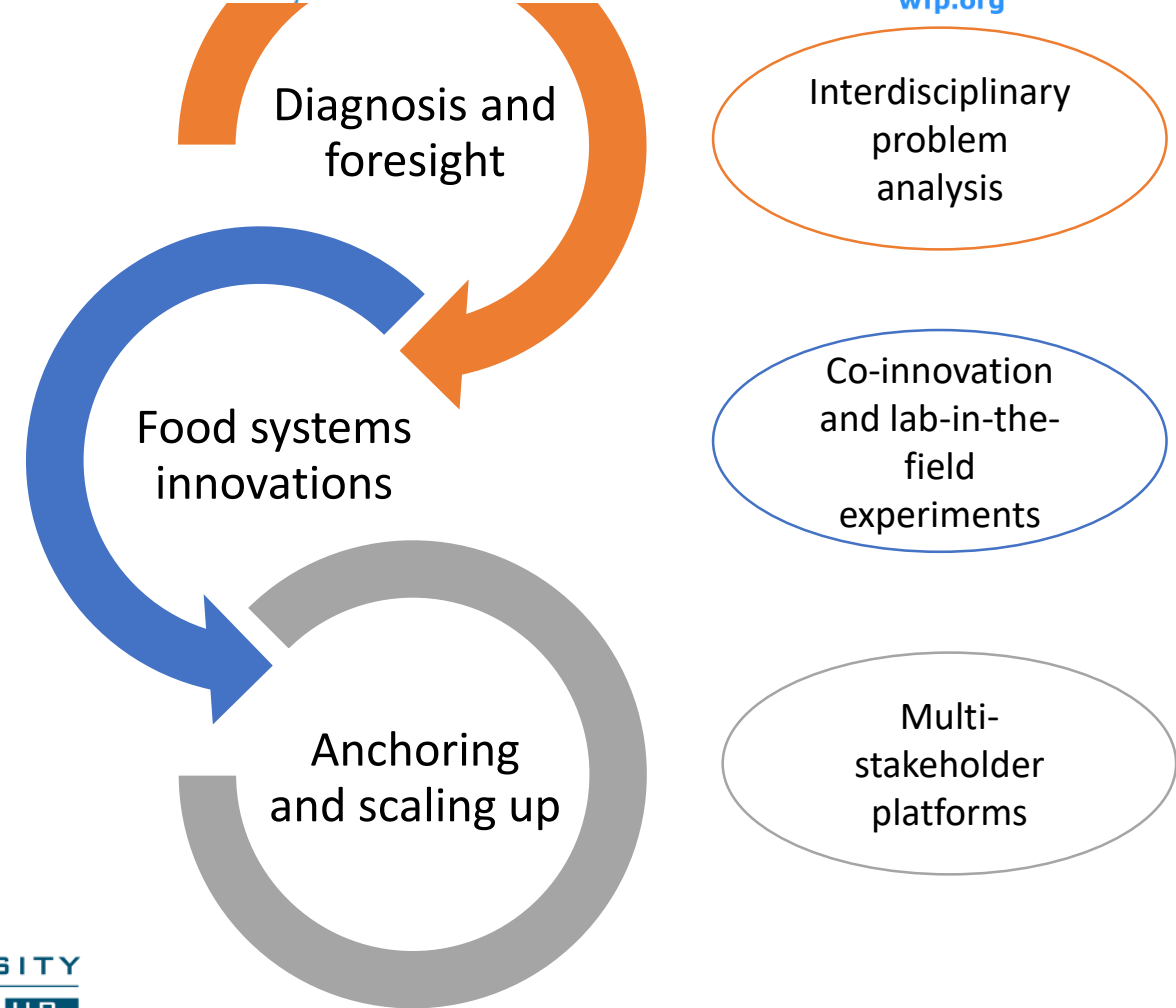 wfp.org
Diagnosis and
foresight
Interdisciplinary
problem
analysis
Food systems
innovations
Co-innovation
and lab-in-the-
field
experiments
Anchoring
and scaling up
Multi-
stakeholder
platforms
SITY